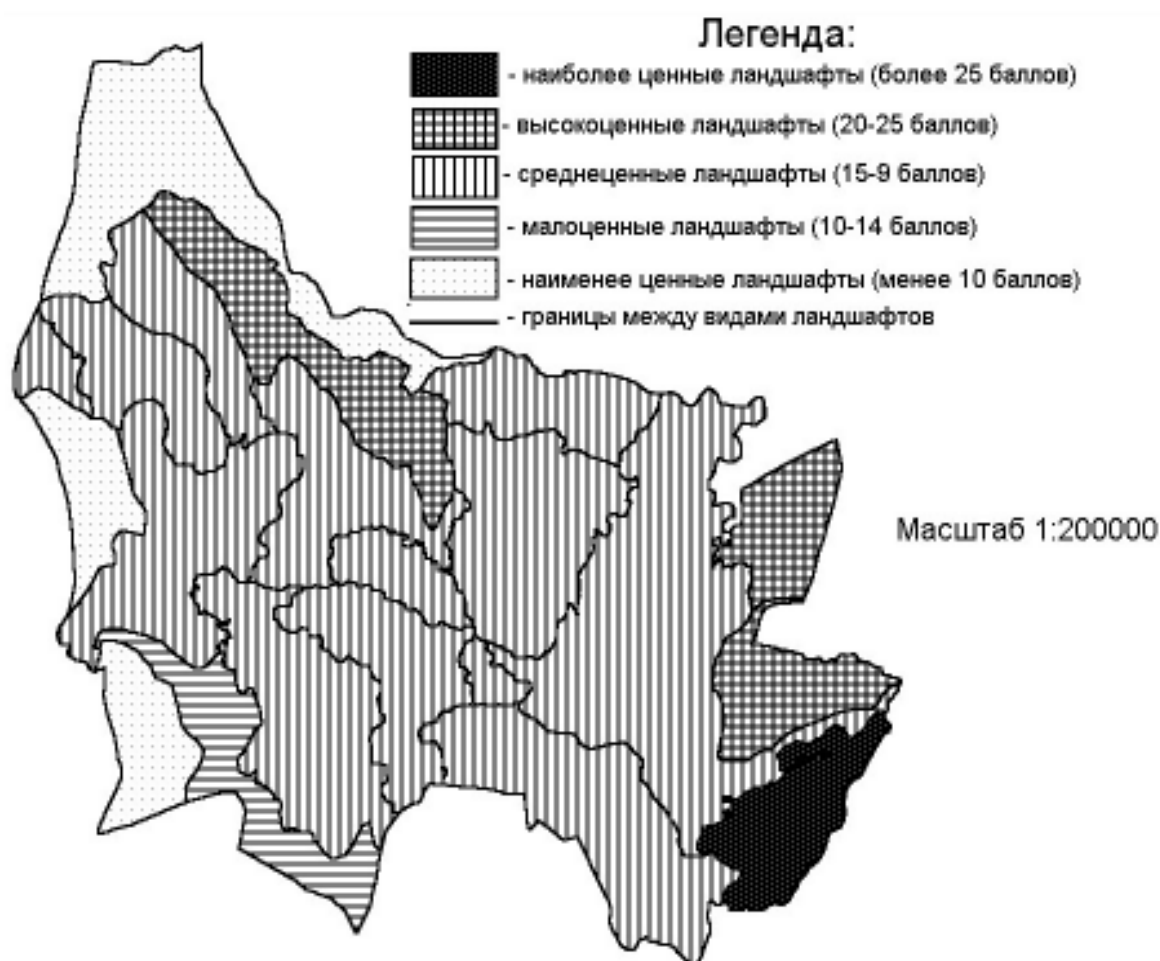 Легенда:
- наиболее ценные ландшафты (более 25 баллов)
- высокоценные ландшафты (20-25 баллов)
- среднеценные ландшафты (15-9 баллов)
- малоценные ландшафты (10-14 баллов)
- наименее ценные ландшафты (менее 10 баллов)
- границы между видами ландшафтов
Масштаб 1:200000